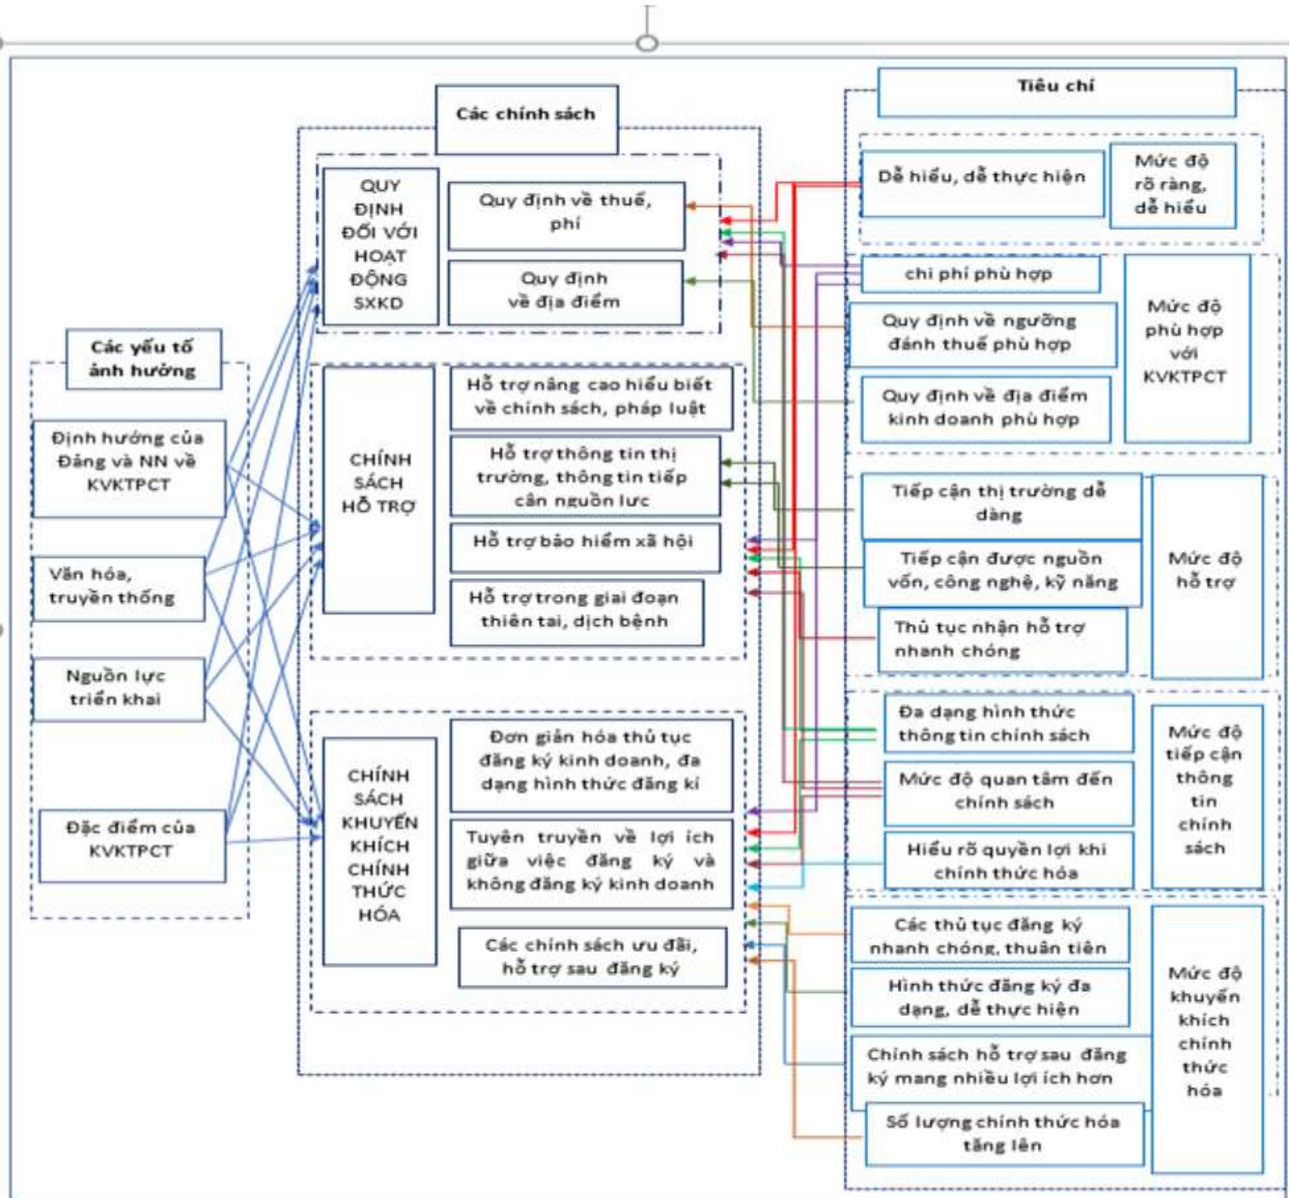 Các yếu tố
ảnh hưởng
Định hướng của
Đảng và NN về
KVKTPCT
Văn hóa,
truyền thống
Nguồn lực
triển khai
Đặc điểm của
KVKTPCT
Các chính sách
QUY
ĐỊNH
ĐỐI VỚI
HOẠT
ĐỘNG
SXKD
Quy định về thuế,
phí
Quy định
về địa điểm
CHÍNH
SÁCH
HỖ TRỢ
Hỗ trợ nâng cao hiểu biết
về chính sách, pháp luật
Hỗ trợ thông tin thị
trường, thông tin tiếp
cận nguồn lực
Hỗ trợ bảo hiểm xã hội
Hỗ trợ trong giai đoạn
thiên tai, dịch bệnh
CHÍNH
SÁCH
KHUYẾN
KHÍCH
CHÍNH
THỨC
HÓA
Đơn giản hóa thủ tục
đăng ký kinh doanh, đa
dạng hình thức đăng kí
Tuyên truyền về lợi ích
giữa việc đăng ký và
không đăng ký kinh doanh
Các chính sách ưu đãi,
hỗ trợ sau đăng ký
Tiêu chí
Dễ hiểu, dễ thực hiện
Mức độ
rõ ràng,
dễ hiểu
chi phí phù hợp
Quy định về ngưỡng
đánh thuế phù hợp
Quy định về địa điểm
kinh doanh phù hợp
Mức độ
phù hợp
với
KVKTPCT
Tiếp cận thị trường dễ
dàng
Tiếp cận được nguồn
vốn, công nghệ, kỹ năng
Thủ tục nhận hỗ trợ
nhanh chóng
Mức độ
hỗ trợ
Đa dạng hình thức
thông tin chính sách
Mức độ quan tâm đến
chính sách
Hiểu rõ quyền lợi khi
chính thức hóa
Mức độ
tiếp cận
thông
tin
chính
sách
Các thủ tục đăng ký
nhanh chóng, thuận tiện
Hình thức đăng ký đa
dạng, dễ thực hiện
Chính sách hỗ trợ sau đăng
ký mang nhiều lợi ích hơn
Số lượng chính thức hóa
tăng lên
Mức độ
khuyến
khích
chính
thức
hóa